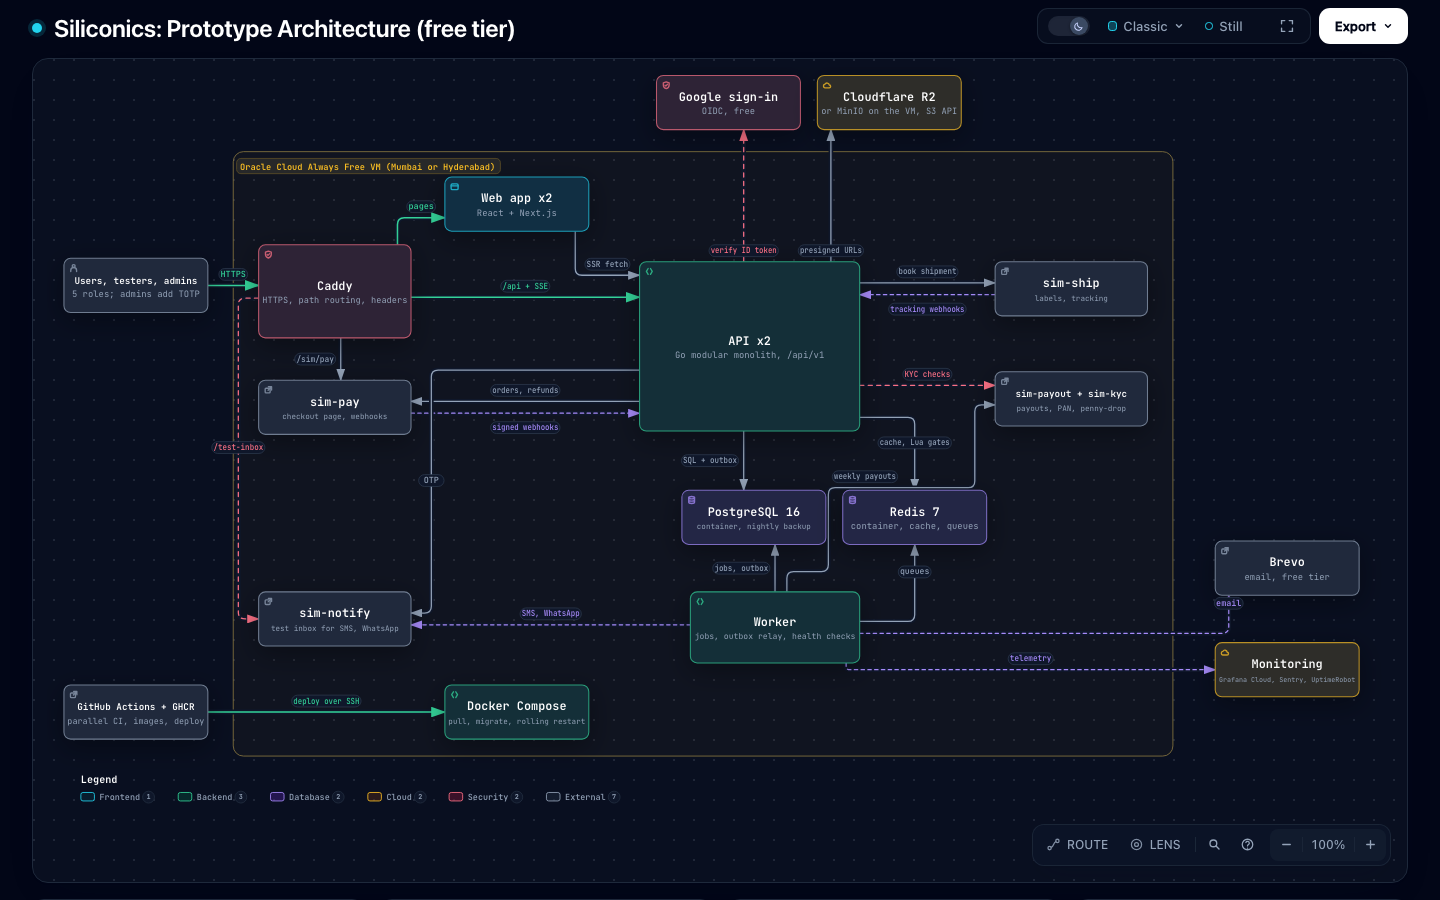 Siliconics: Prototype Architecture (free tier)
Classic
Still
Export
Google sign-in
OIDC, free
Cloudflare R2
or MinIO on the VM, S3 API
Oracle Cloud Always Free VM (Mumbai or Hyderabad)
Web app x2
React + Next.js
pages
verify ID token
presigned URLs
SSR fetch
Users, testers, admins
5 roles; admins add TOTP
HTTPS
Caddy
HTTPS, path routing, headers
/api + SSE
API x2
Go modular monolith, /api/v1
book shipment
tracking webhooks
sim-ship
labels, tracking
/sim/pay
sim-pay
checkout page, webhooks
orders, refunds
signed webhooks
KYC checks
sim-payout + sim-kyc
payouts, PAN, penny-drop
/test-inbox
OTP
SQL + outbox
cache, Lua gates
weekly payouts
PostgreSQL 16
container, nightly backup
Redis 7
container, cache, queues
jobs, outbox
queues
Brevo
email, free tier
email
sim-notify
test inbox for SMS, WhatsApp
SMS, WhatsApp
Worker
jobs, outbox relay, health checks
telemetry
Monitoring
Grafana Cloud, Sentry, UptimeRobot
GitHub Actions + GHCR
parallel CI, images, deploy
deploy over SSH
Docker Compose
pull, migrate, rolling restart
Legend
Frontend 1
Backend 3
Database 2
Cloud 2
Security 2
External 7
ROUTE
LENS
100%